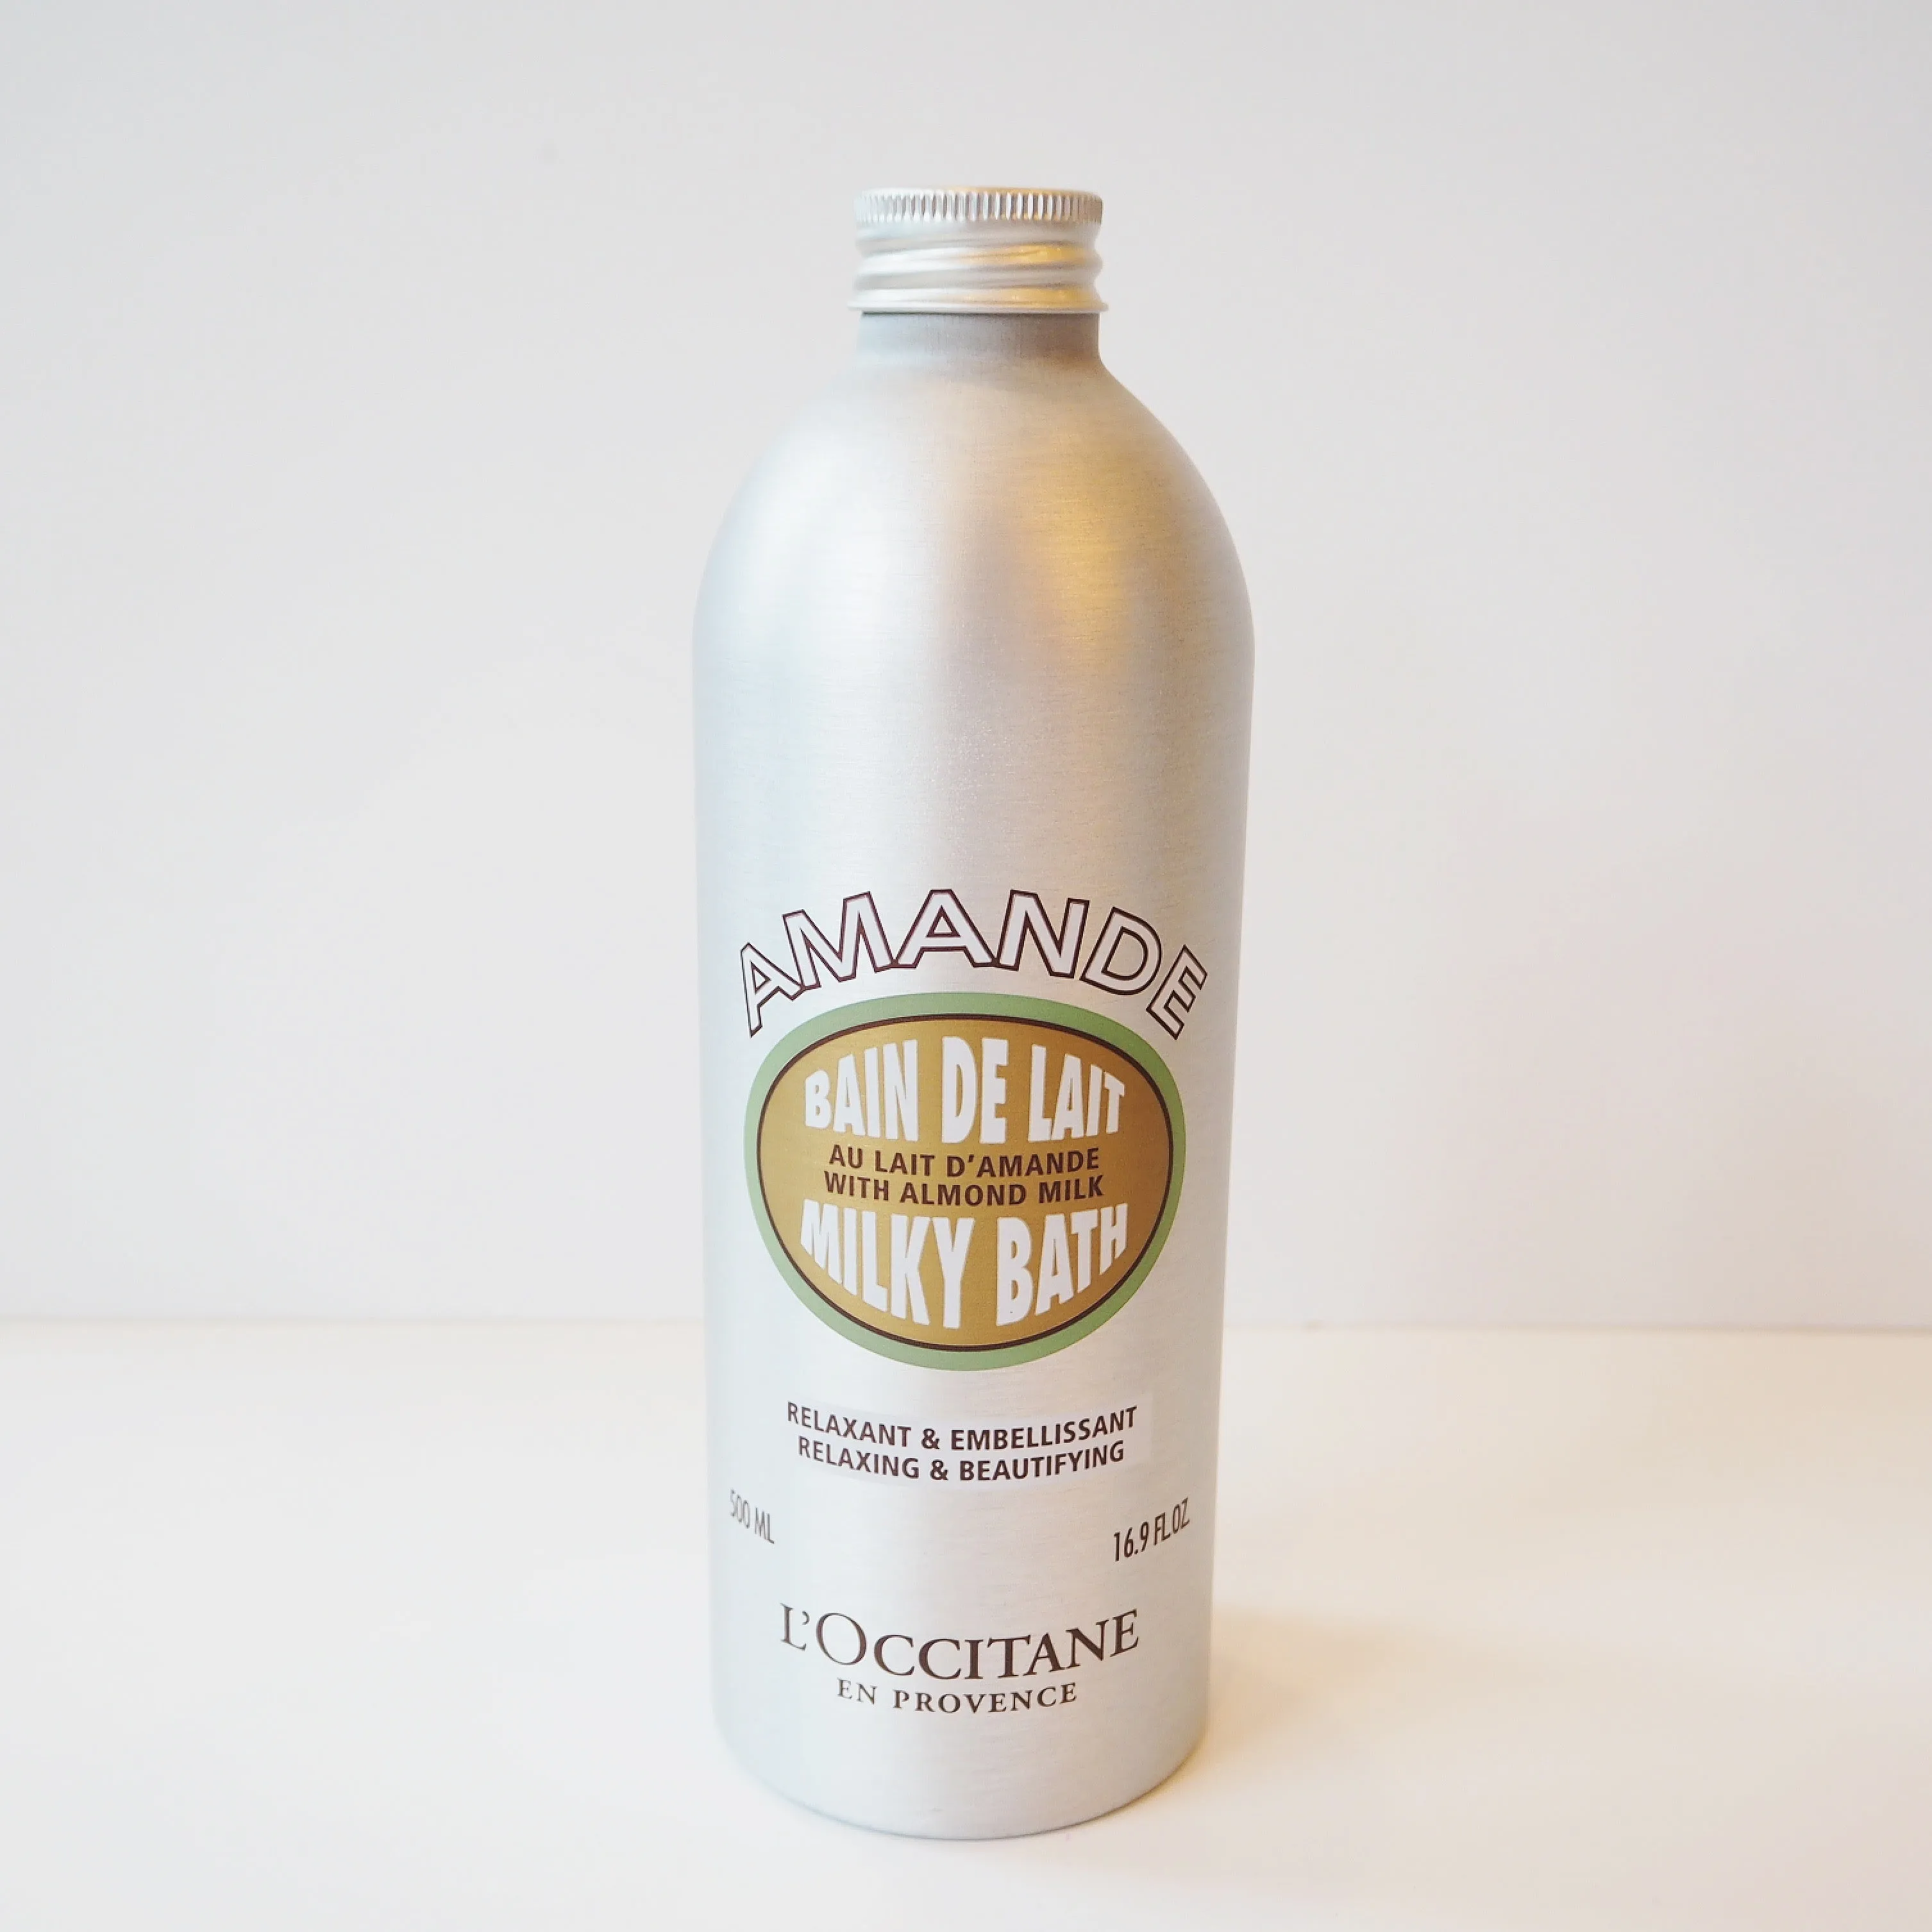 AMANDE
BAIN DE LAIT
AU LAIT D'AMANDE
WITH ALMOND MILK
MILKY BATH
RELAXANT & EMBELLISSANT
RELAXING & BEAUTIFYING
500 ML
16.9 FL.OZ.
L'OCCITANE
EN PROVENCE